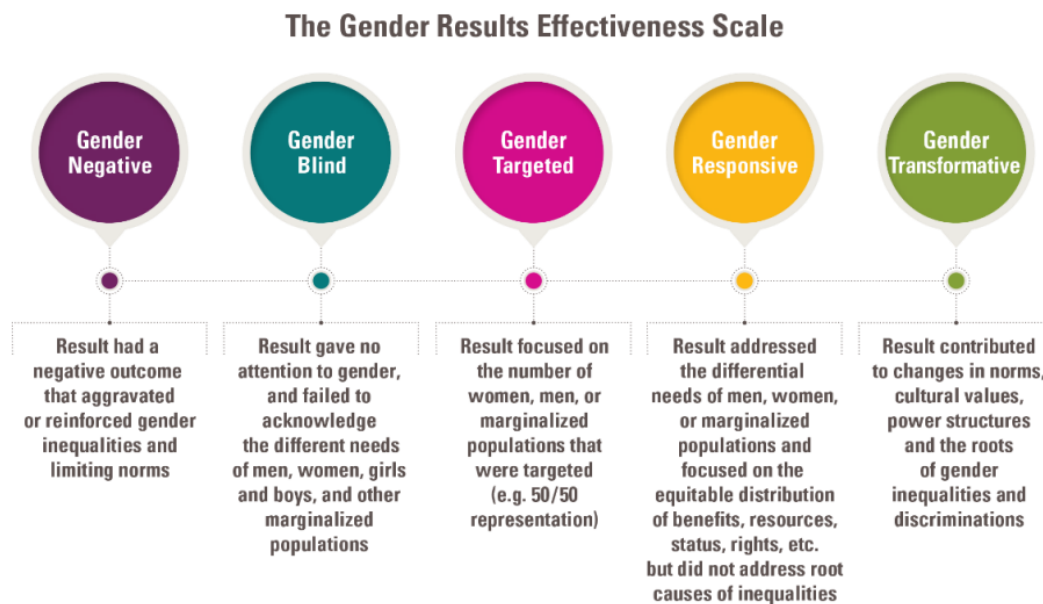 The Gender Results Effectiveness Scale
Gender
Negative
Gender
Blind
Gender
Targeted
Gender
Responsive
Gender
Transformative
Result had a
negative outcome
that aggravated
or reinforced gender
inequalities and
limiting norms
Result gave no
attention to gender,
and failed to
acknowledge
the different needs
of men, women, girls
and boys, and other
marginalized
populations
Result focused on
the number of
women, men, or
marginalized
populations that
were targeted
(e.g. 50/50
representation)
Result addressed
the differential
needs of men, women,
or marginalized
populations and
focused on the
equitable distribution
of benefits, resources,
status, rights, etc.
but did not address root
causes of inequalities
Result contributed
to changes in norms,
cultural values,
power structures
and the roots
of gender
inequalities and
discriminations